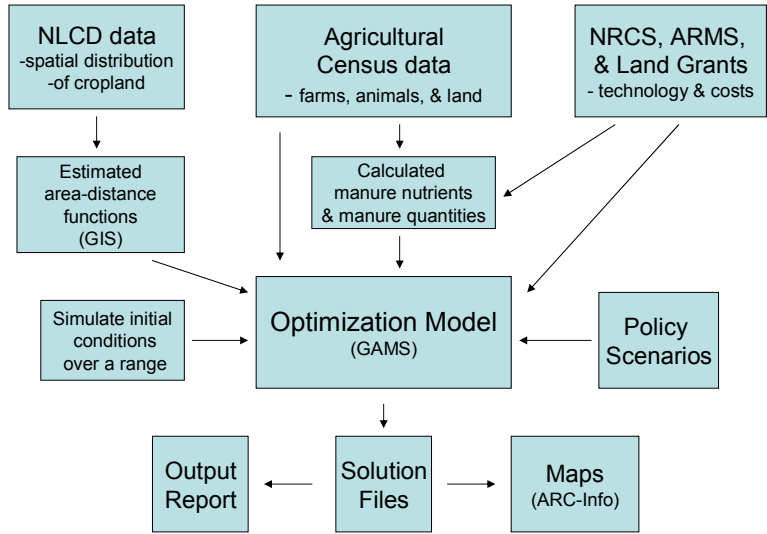 NLCD data
-spatial distribution
-of cropland
Agricultural
Census data
- farms, animals, & land
NRCS, ARMS,
& Land Grants
- technology & costs
Estimated
area-distance
functions
(GIS)
Calculated
manure nutrients
& manure quantities
Simulate initial
conditions
over a range
Optimization Model
(GAMS)
Policy
Scenarios
Output
Report
Solution
Files
Maps
(ARC-Info)